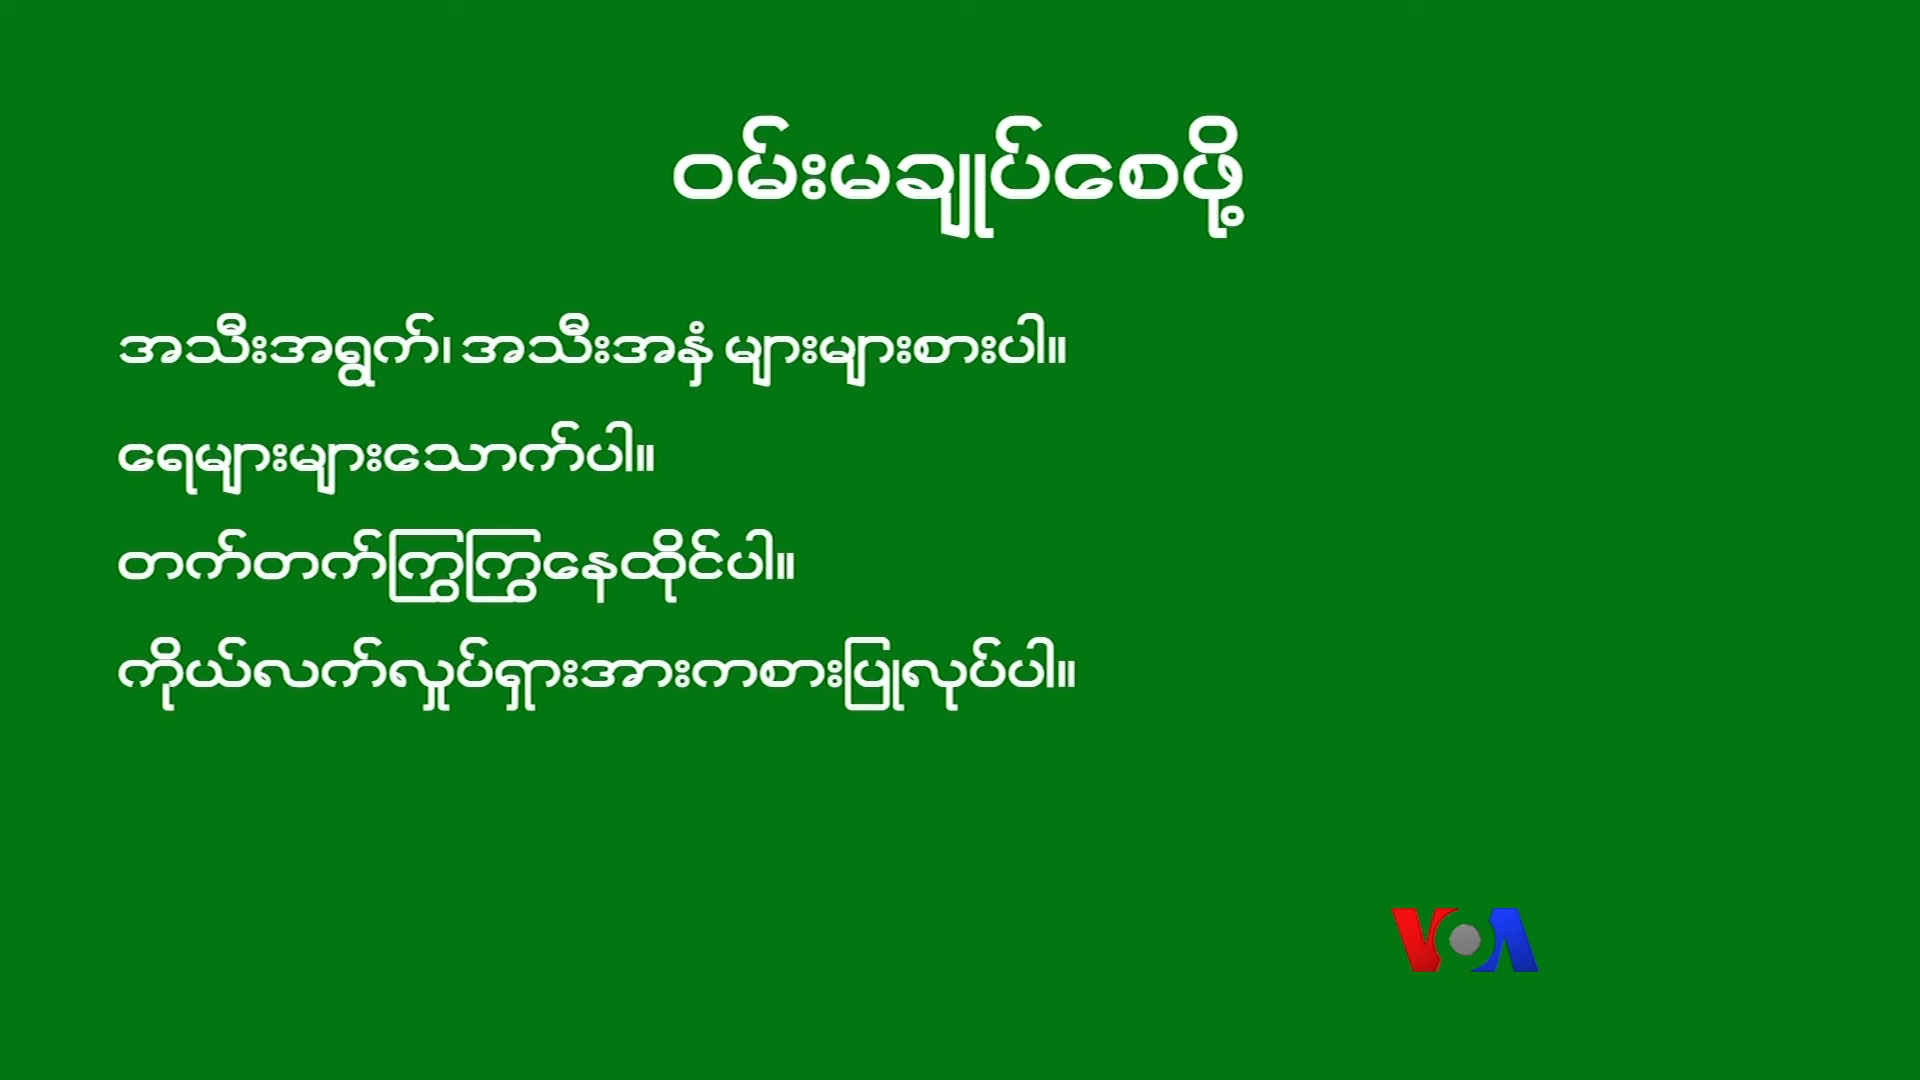 ဝမ်းမချုပ်စေဖို့
အသီးအရွက်၊ အသီးအနှံ များများစားပါ။
ရေများများသောက်ပါ။
တက်တက်ကြွကြွနေထိုင်ပါ။
ကိုယ်လက်လှုပ်ရှားအားကစားပြုလုပ်ပါ။
VOA